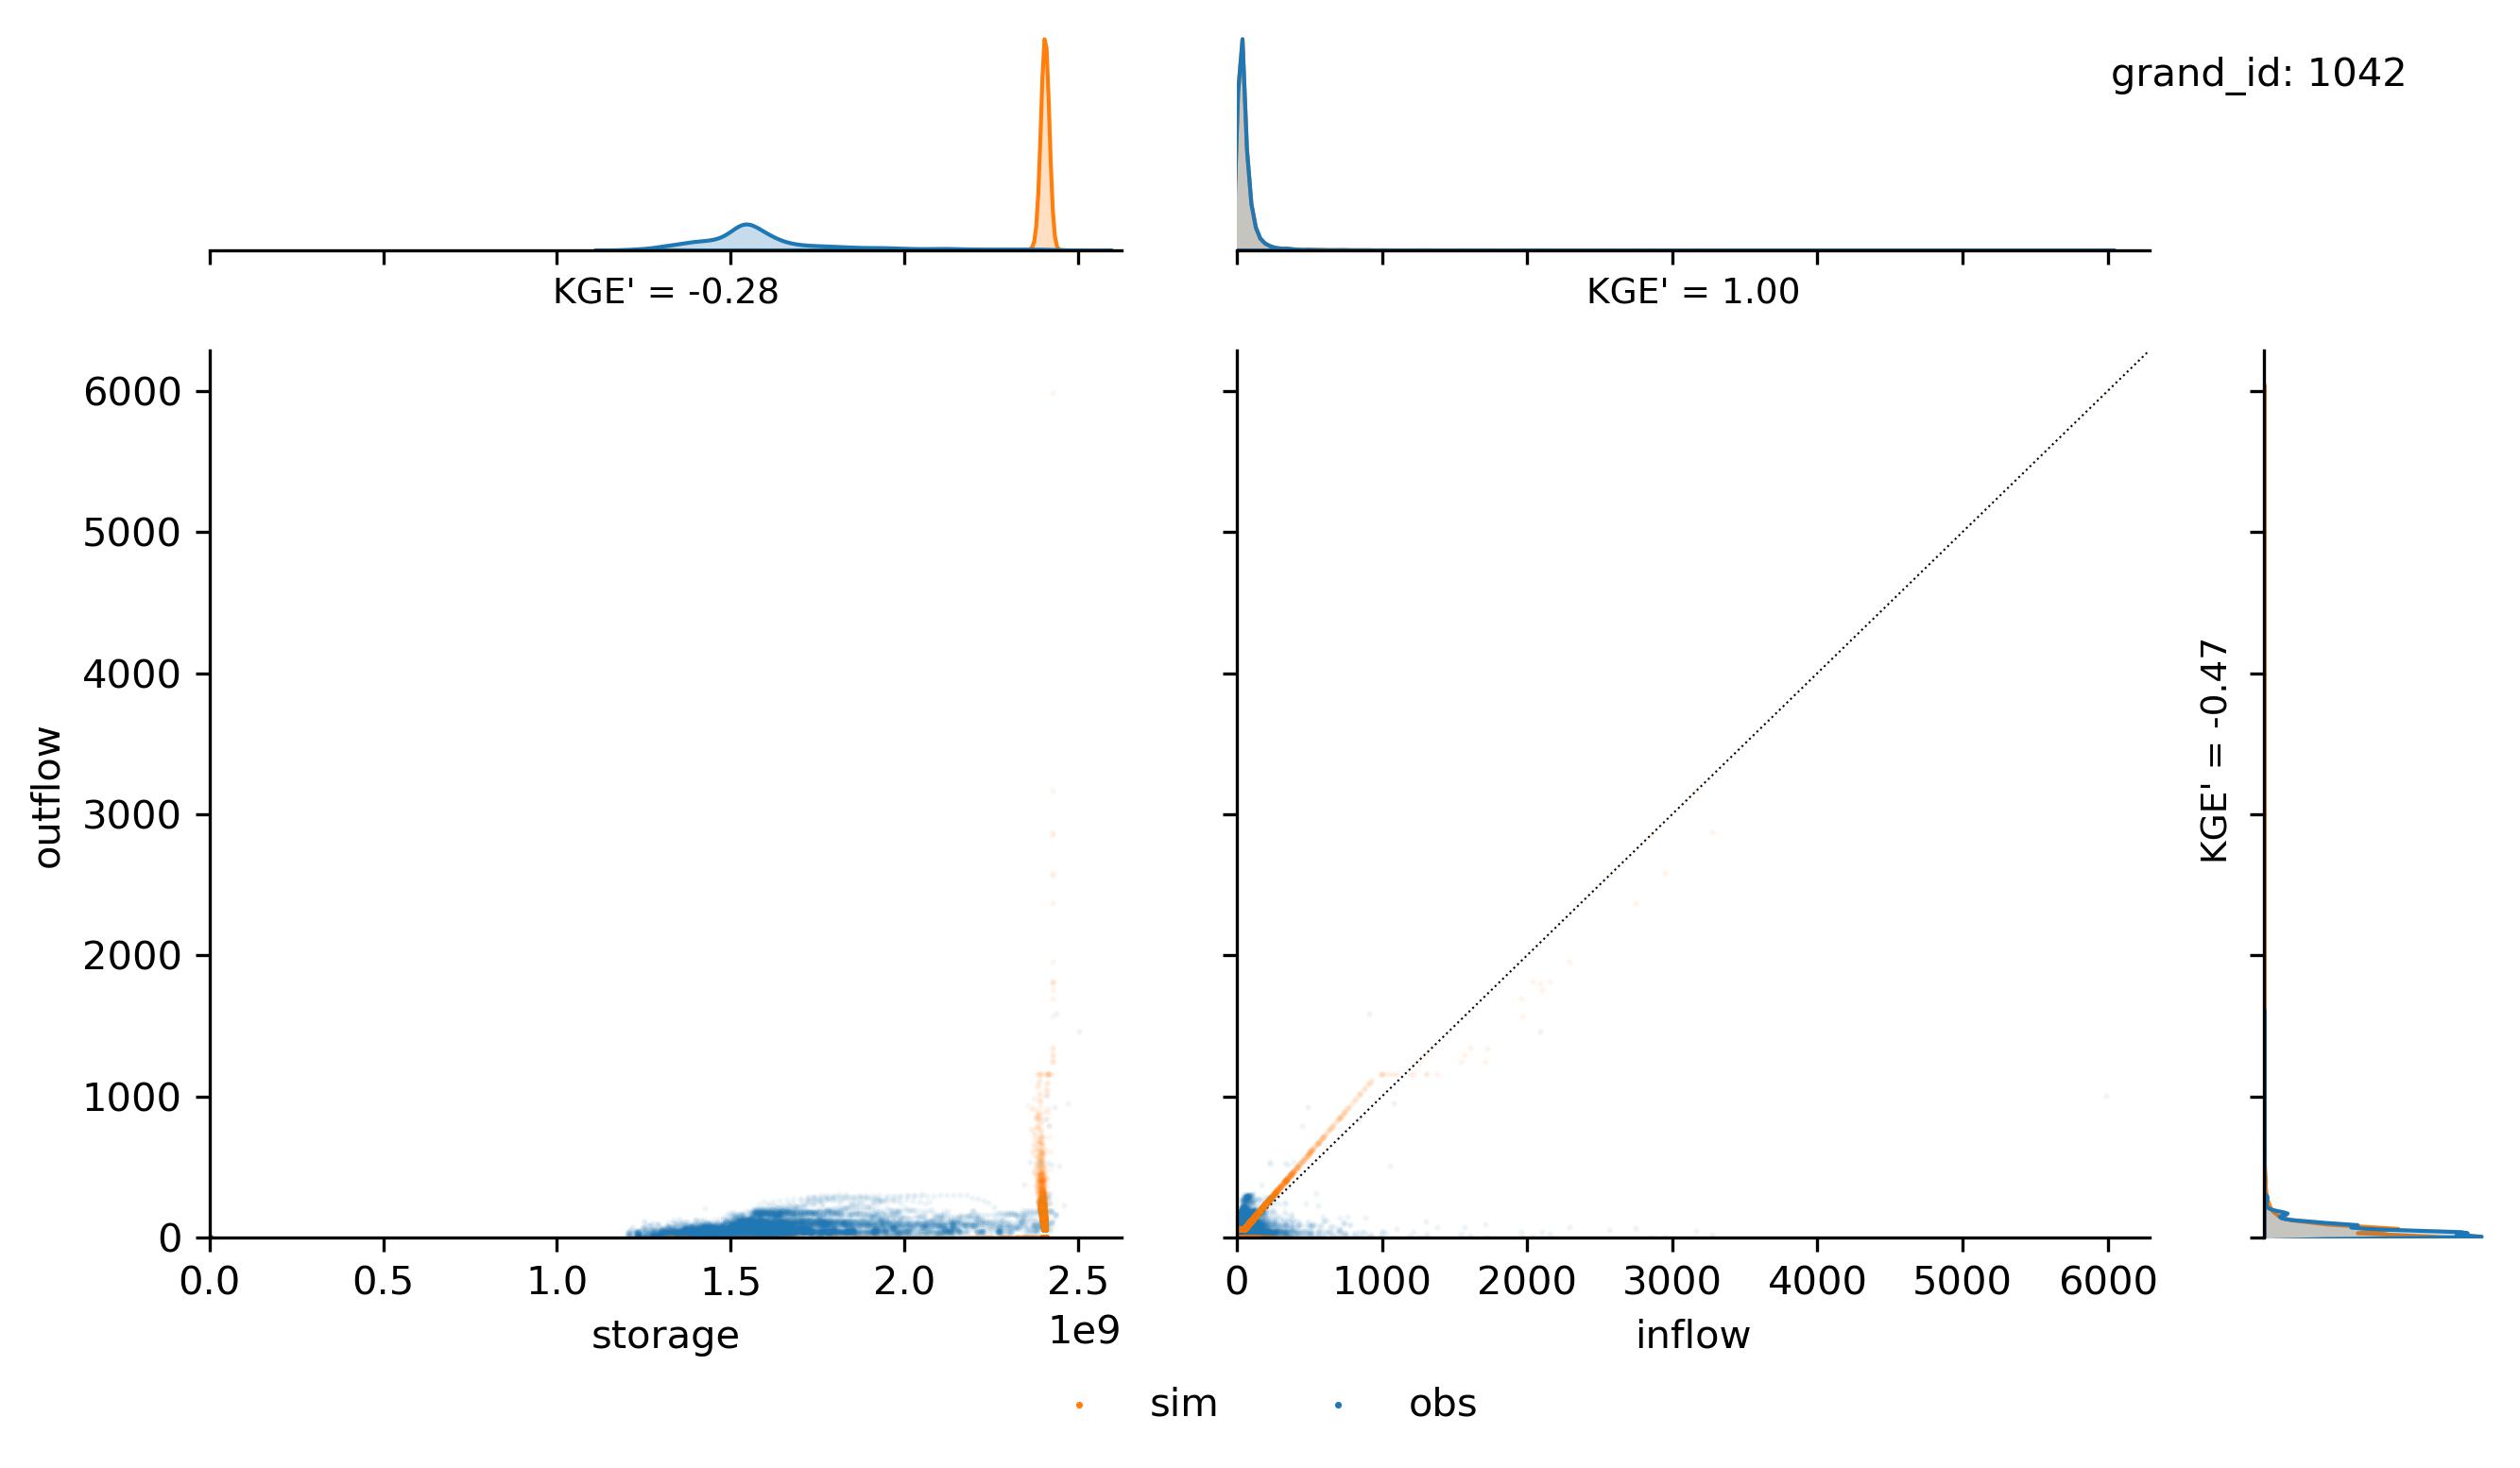 grand_id: 1042
KGE' = -0.28
KGE' = 1.00
6000
5000
4000
3000
2000
1000
0
outflow
KGE' = -0.47
0.0 0.5 1.0 1.5 2.0 2.5
1e9
storage
0 1000 2000 3000 4000 5000 6000
inflow
sim obs